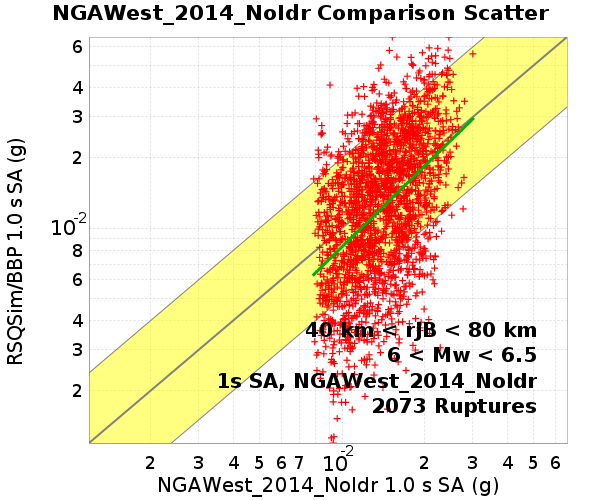 NGAWest_2014_NoIdr Comparison Scatter
RSQSim/BBP 1.0 s SA (g)
6
4
3
2
10-2
8
6
4
3
2
40 km < rJB < 80 km
6 < Mw < 6.5
1s SA, NGAWest_2014_NoIdr
2073 Ruptures
2 3 4 5 6 7 10-2 2 3 4 5 6
NGAWest_2014_NoIdr 1.0 s SA (g)